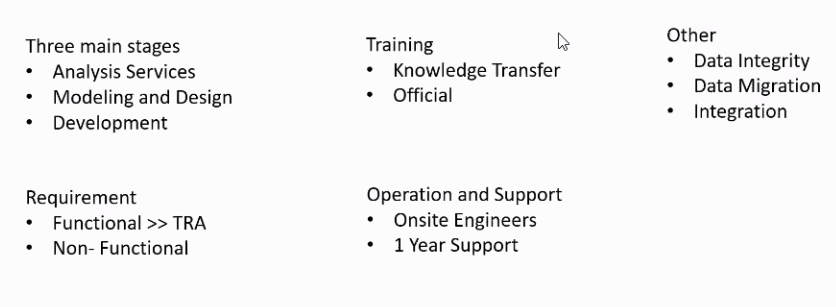 Three main stages
• Analysis Services
• Modeling and Design
• Development
Training
• Knowledge Transfer
• Official
Other
• Data Integrity
• Data Migration
• Integration
Requirement
• Functional >> TRA
• Non- Functional
Operation and Support
• Onsite Engineers
• 1 Year Support